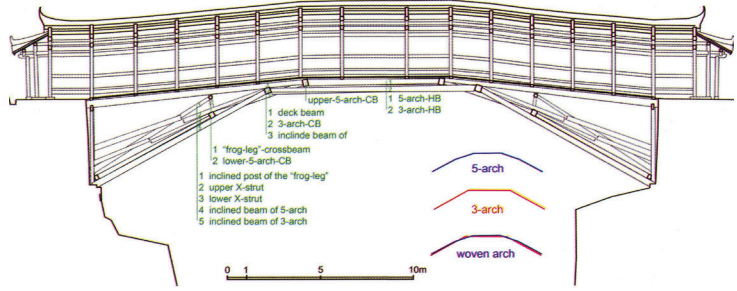 upper-5-arch-CB
1 5-arch-HB
2 3-arch-HB
1 deck beam
2 3-arch-CB
3 inclinde beam of
1 "frog-leg"-crossbeam
2 lower-5-arch-CB
1 inclined post of the "frog-leg"
2 upper X-strut
3 lower X-strut
4 inclined beam of 5-arch
5 inclined beam of 3-arch
5-arch
3-arch
woven arch
0 1 5 10m